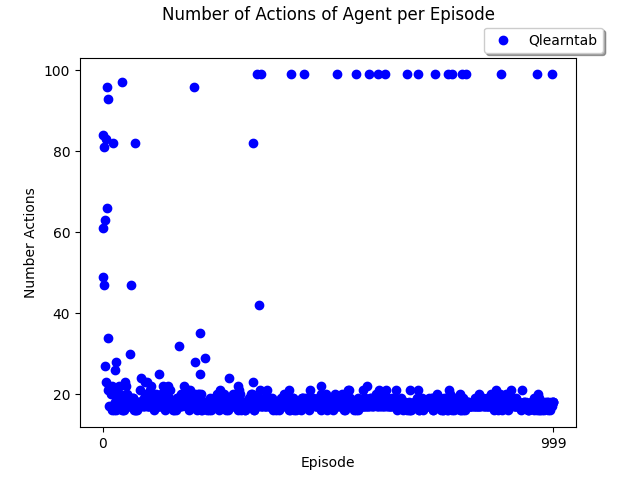 Number of Actions of Agent per Episode
Qlearntab
100
80
60
40
20
Number Actions
0
999
Episode